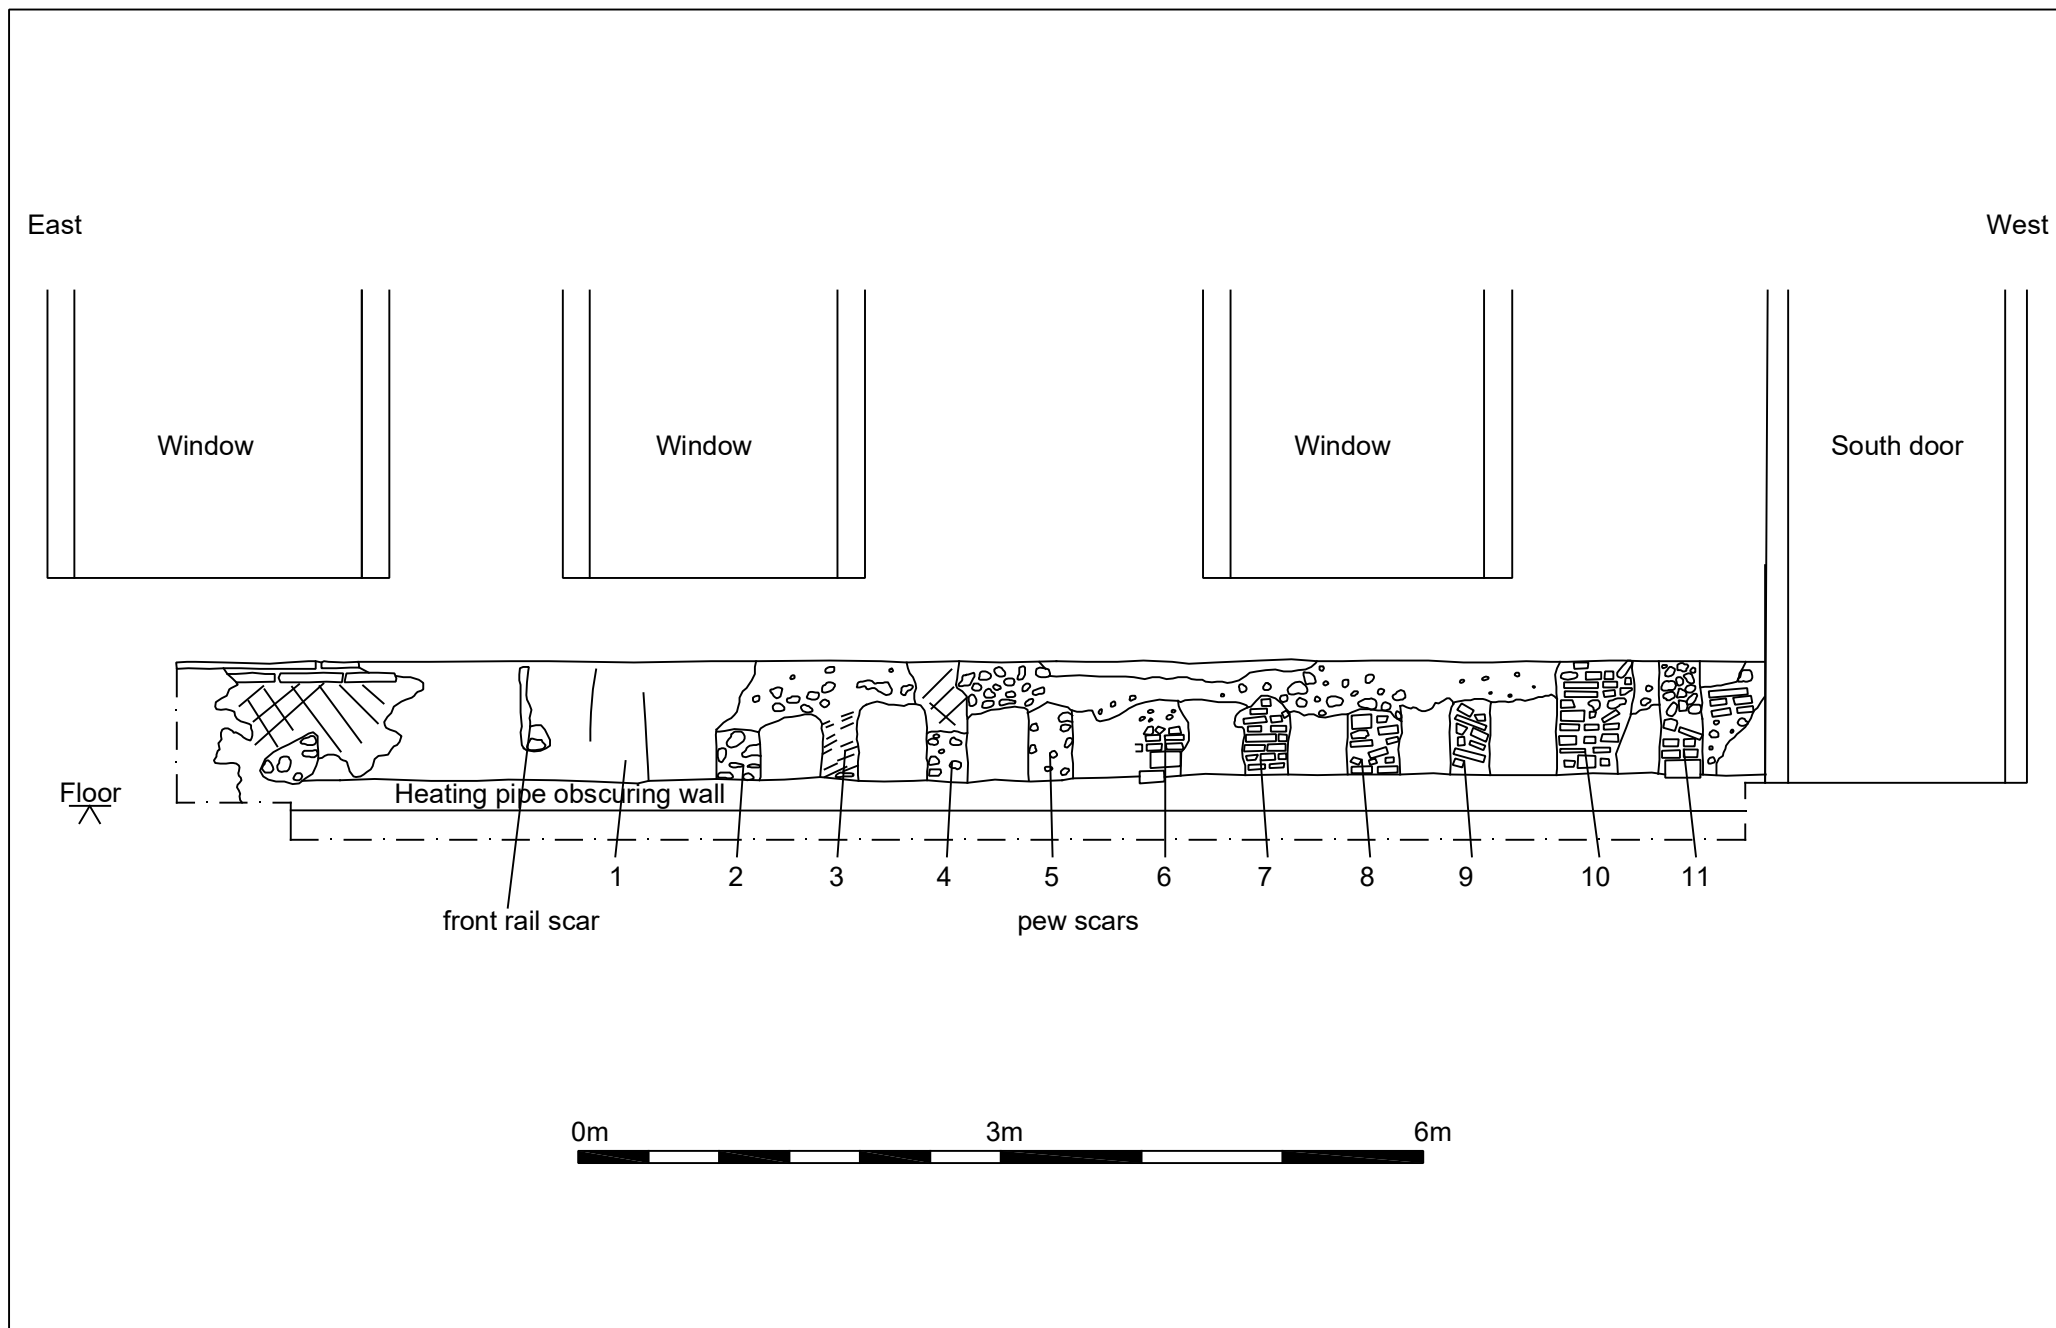 East
West
Window
Window
Window
South door
Floor
Heating pipe obscuring wall
1
2
3
4
5
6
7
8
9
10
11
front rail scar
pew scars
0m
3m
6m